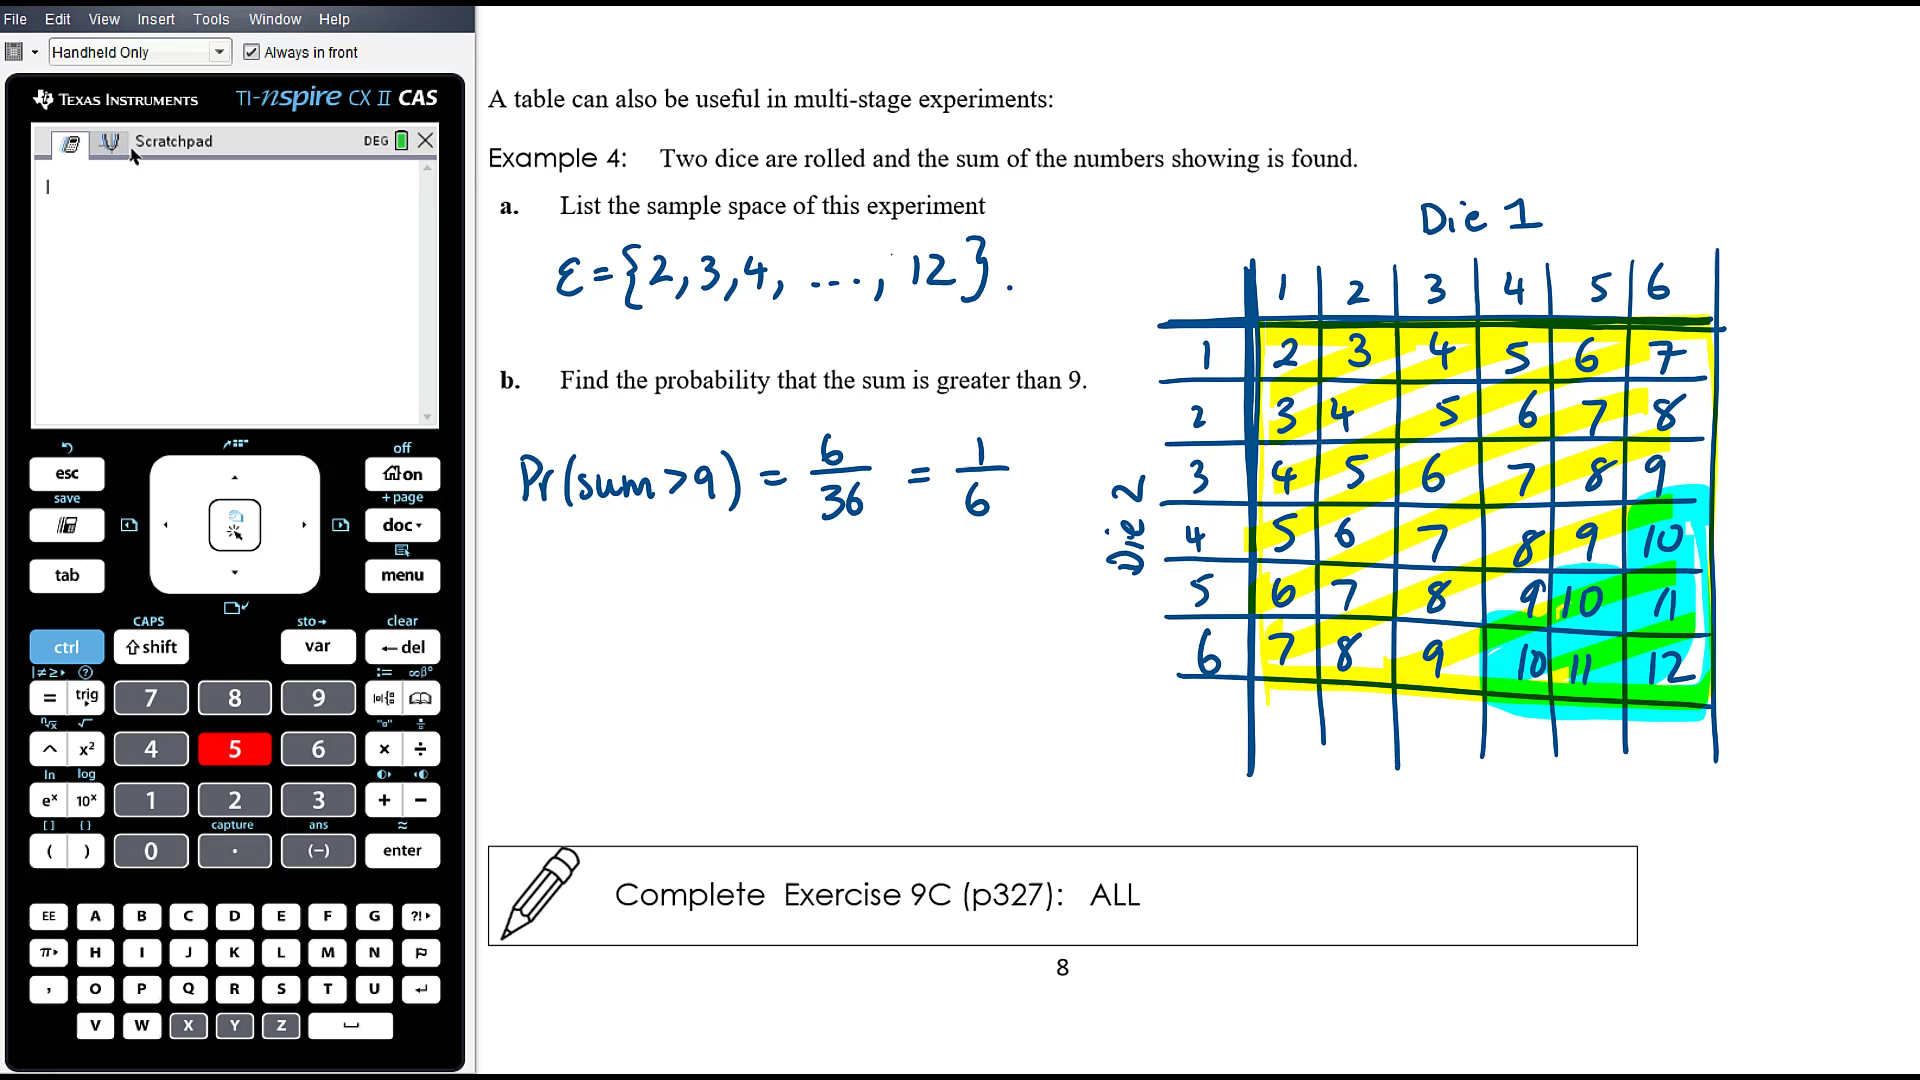 File Edit View Insert Tools Window Help
Handheld Only Always in front
TEXAS INSTRUMENTS TI-nspire CX II CAS
Scratchpad DEG
off
esc on
save + page
doc
tab menu
CAPS sto→ clear
ctrl shift var ←del
|≠≥▸ ? := ∞β°
= trig 7 8 9
ⁿ√x √ "▫" ÷
^ x² 4 5 6 × ÷
ln log
eˣ 10ˣ 1 2 3 + −
[ ] { } capture ans ≈
( ) 0 . (−) enter
EE A B C D E F G ?!▸
π▸ H I J K L M N
, O P Q R S T U ↵
V W X Y Z
A table can also be useful in multi-stage experiments:
Example 4: Two dice are rolled and the sum of the numbers showing is found.
a. List the sample space of this experiment
ε = {2, 3, 4, ..., 12}.
b. Find the probability that the sum is greater than 9.
Pr(sum > 9) = 6/36 = 1/6
Die 1
Die 2
1 2 3 4 5 6
1 2 3 4 5 6 7
2 3 4 5 6 7 8
3 4 5 6 7 8 9
4 5 6 7 8 9 10
5 6 7 8 9 10 11
6 7 8 9 10 11 12
Complete Exercise 9C (p327): ALL
8